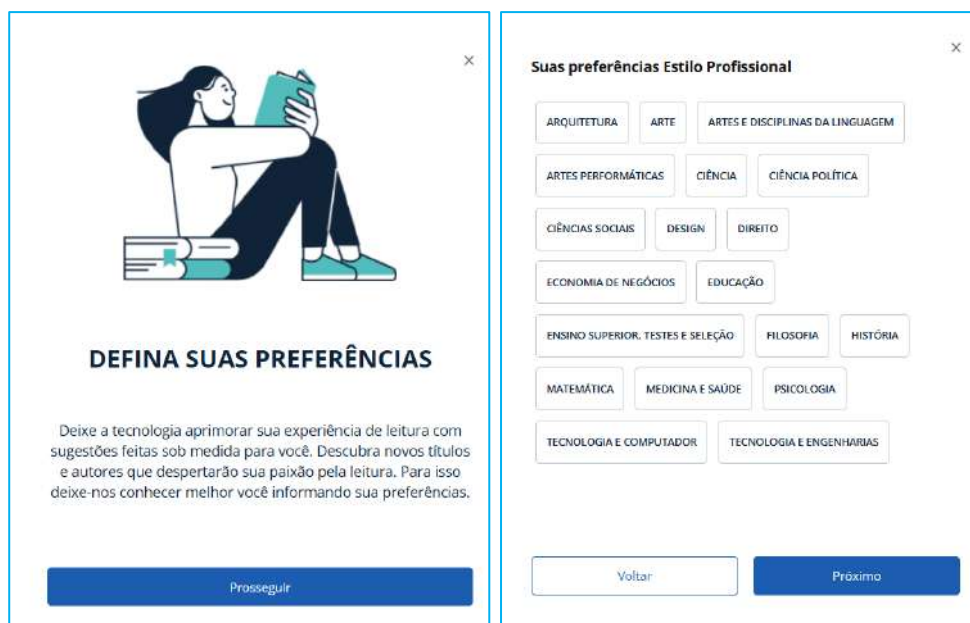 ×
DEFINA SUAS PREFERÊNCIAS
Deixe a tecnologia aprimorar sua experiência de leitura com
sugestões feitas sob medida para você. Descubra novos títulos
e autores que despertarão sua paixão pela leitura. Para isso
deixe-nos conhecer melhor você informando sua preferências.
Prosseguir
×
Suas preferências Estilo Profissional
ARQUITETURA ARTE ARTES E DISCIPLINAS DA LINGUAGEM
ARTES PERFORMÁTICAS CIÊNCIA CIÊNCIA POLÍTICA
CIÊNCIAS SOCIAIS DESIGN DIREITO
ECONOMIA DE NEGÓCIOS EDUCAÇÃO
ENSINO SUPERIOR. TESTES E SELEÇÃO FILOSOFIA HISTÓRIA
MATEMÁTICA MEDICINA E SAÚDE PSICOLOGIA
TECNOLOGIA E COMPUTADOR TECNOLOGIA E ENGENHARIAS
Voltar Próximo